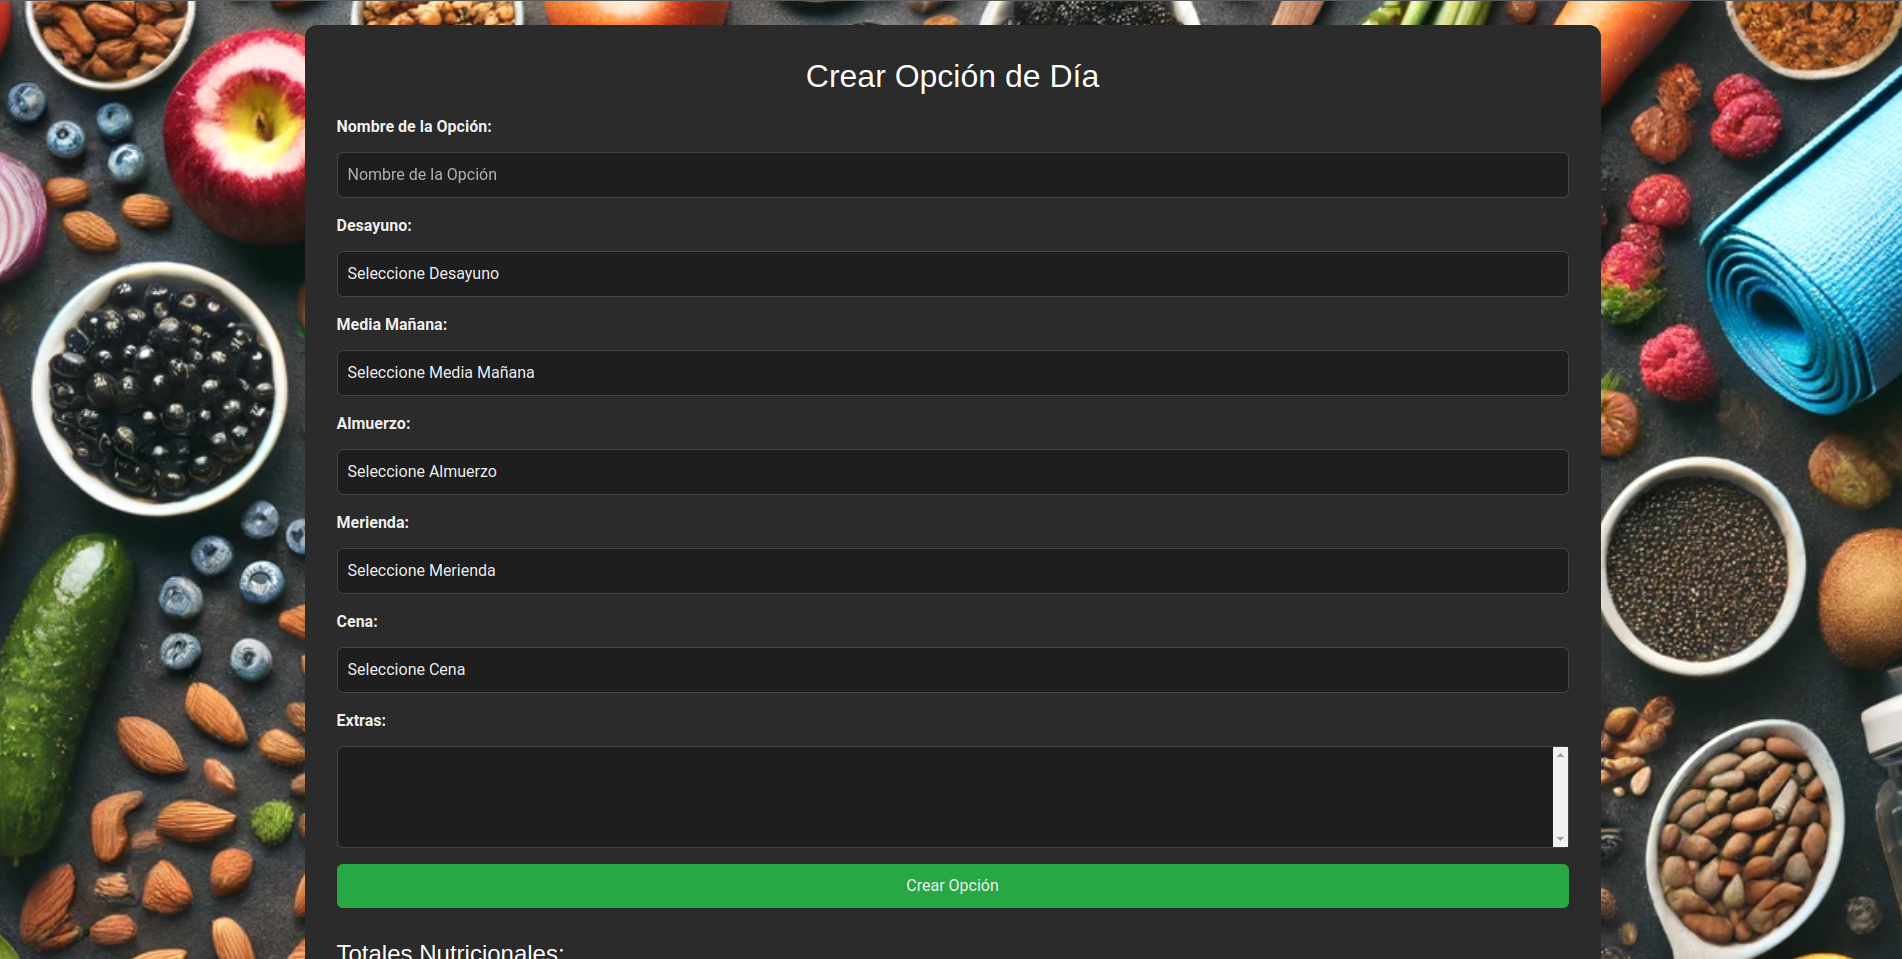 Crear Opción de Día
Nombre de la Opción:
Nombre de la Opción
Desayuno:
Seleccione Desayuno
Media Mañana:
Seleccione Media Mañana
Almuerzo:
Seleccione Almuerzo
Merienda:
Seleccione Merienda
Cena:
Seleccione Cena
Extras:
Crear Opción
Totales Nutricionales: